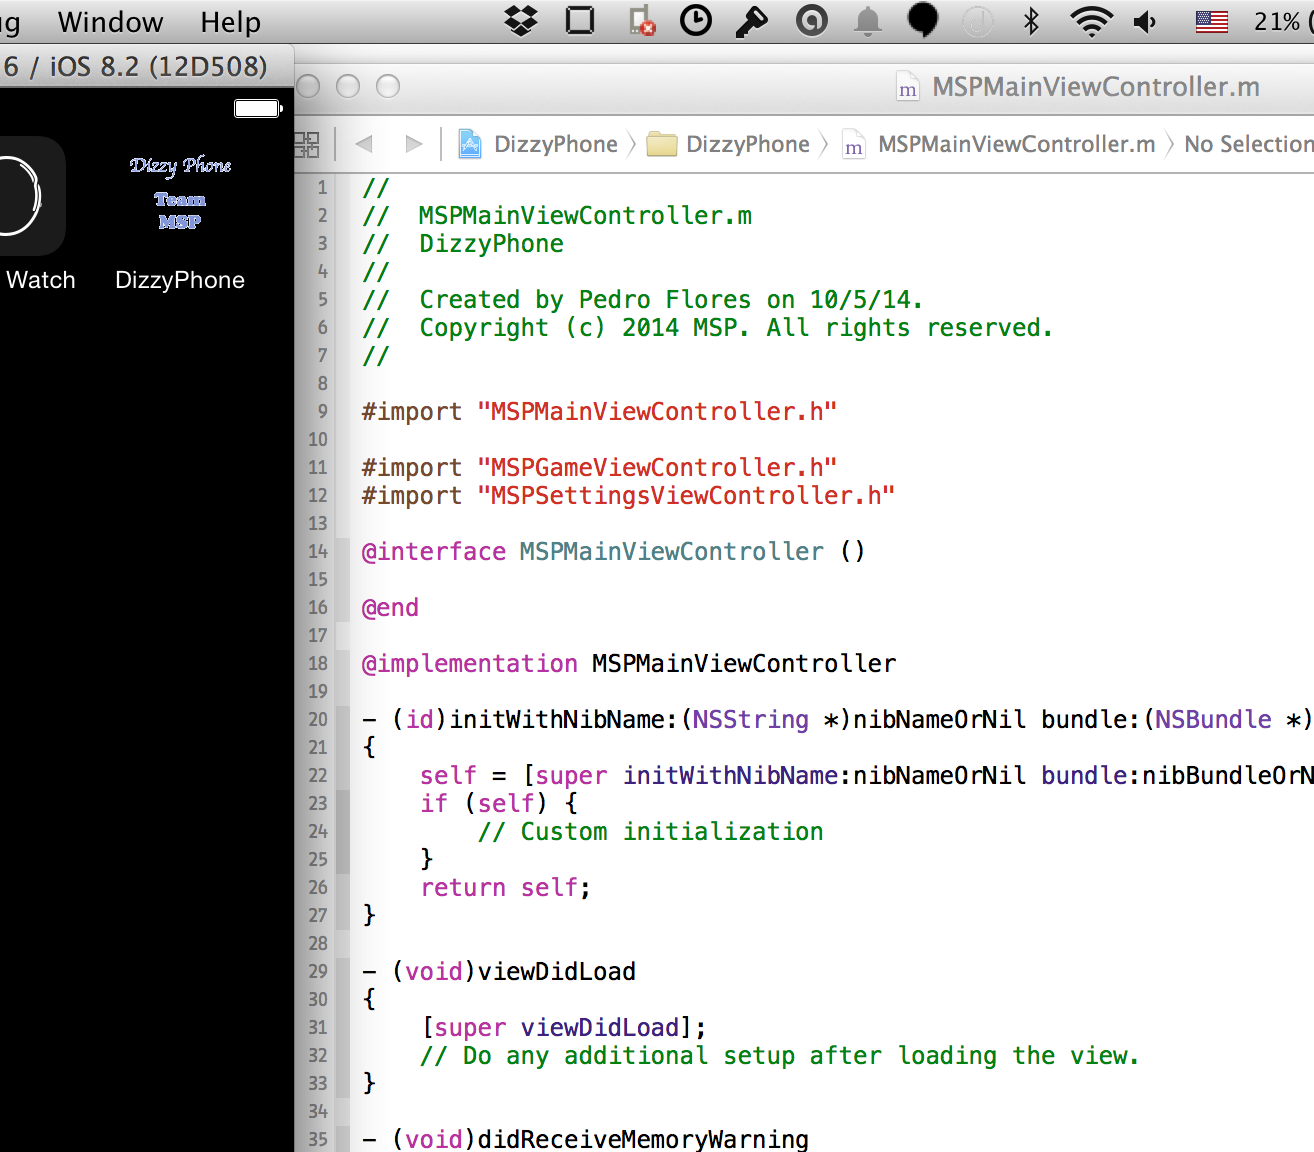 ug Window Help 21%
6 / iOS 8.2 (12D508)
MSPMainViewController.m
DizzyPhone DizzyPhone MSPMainViewController.m No Selection
Dizzy Phone
Team
MSP
Watch DizzyPhone
1 //
2 //  MSPMainViewController.m
3 //  DizzyPhone
4 //
5 //  Created by Pedro Flores on 10/5/14.
6 //  Copyright (c) 2014 MSP. All rights reserved.
7 //
8
9 #import "MSPMainViewController.h"
10
11 #import "MSPGameViewController.h"
12 #import "MSPSettingsViewController.h"
13
14 @interface MSPMainViewController ()
15
16 @end
17
18 @implementation MSPMainViewController
19
20 - (id)initWithNibName:(NSString *)nibNameOrNil bundle:(NSBundle *)
21 {
22     self = [super initWithNibName:nibNameOrNil bundle:nibBundleOrN
23     if (self) {
24         // Custom initialization
25     }
26     return self;
27 }
28
29 - (void)viewDidLoad
30 {
31     [super viewDidLoad];
32     // Do any additional setup after loading the view.
33 }
34
35 - (void)didReceiveMemoryWarning